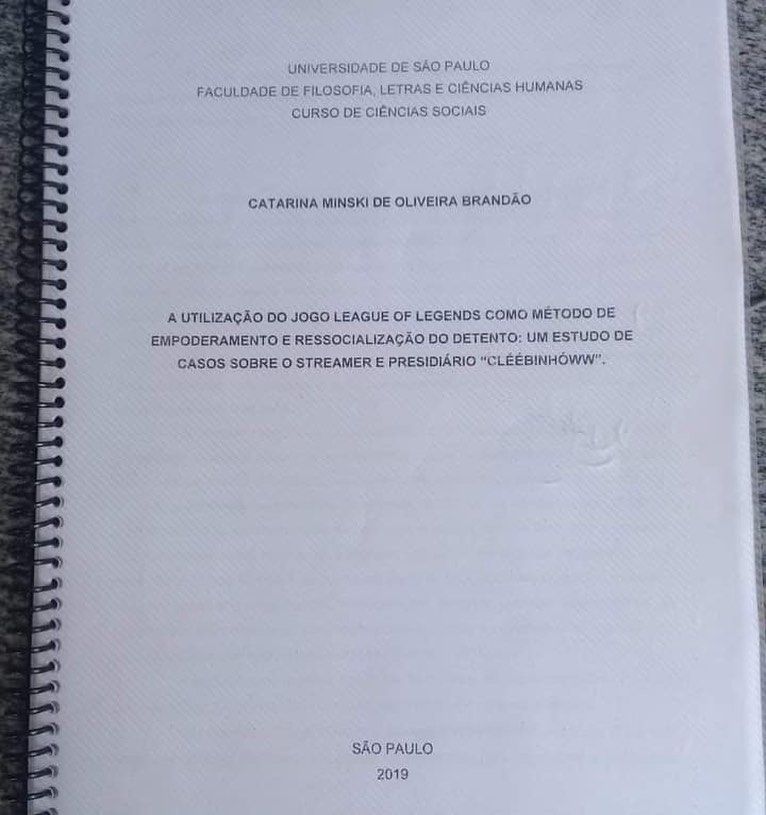 UNIVERSIDADE DE SÃO PAULO
FACULDADE DE FILOSOFIA, LETRAS E CIÊNCIAS HUMANAS
CURSO DE CIÊNCIAS SOCIAIS
CATARINA MINSKI DE OLIVEIRA BRANDÃO
A UTILIZAÇÃO DO JOGO LEAGUE OF LEGENDS COMO MÉTODO DE
EMPODERAMENTO E RESSOCIALIZAÇÃO DO DETENTO: UM ESTUDO DE
CASOS SOBRE O STREAMER E PRESIDIÁRIO “CLÉÉBINHÓWW”.
SÃO PAULO
2019